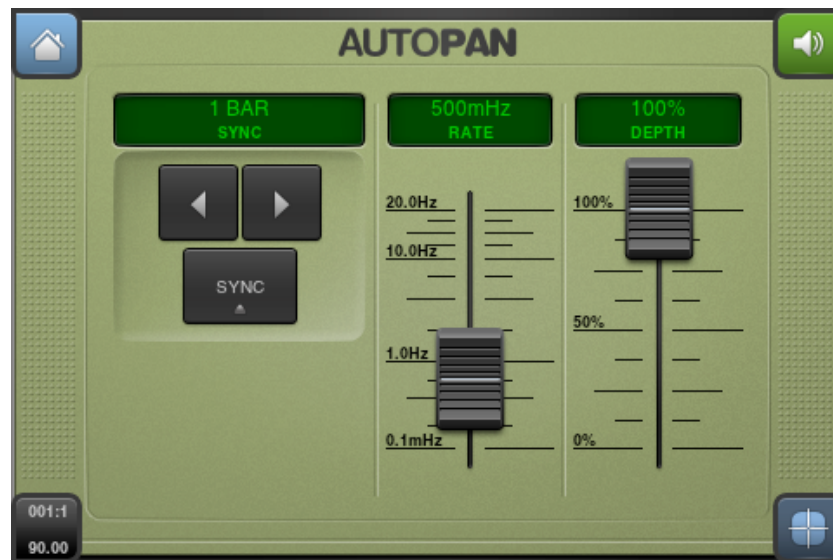 AUTOPAN
1 BAR
SYNC
500mHz
RATE
100%
DEPTH
20.0Hz
10.0Hz
1.0Hz
0.1mHz
100%
50%
0%
SYNC
001:1
90.00